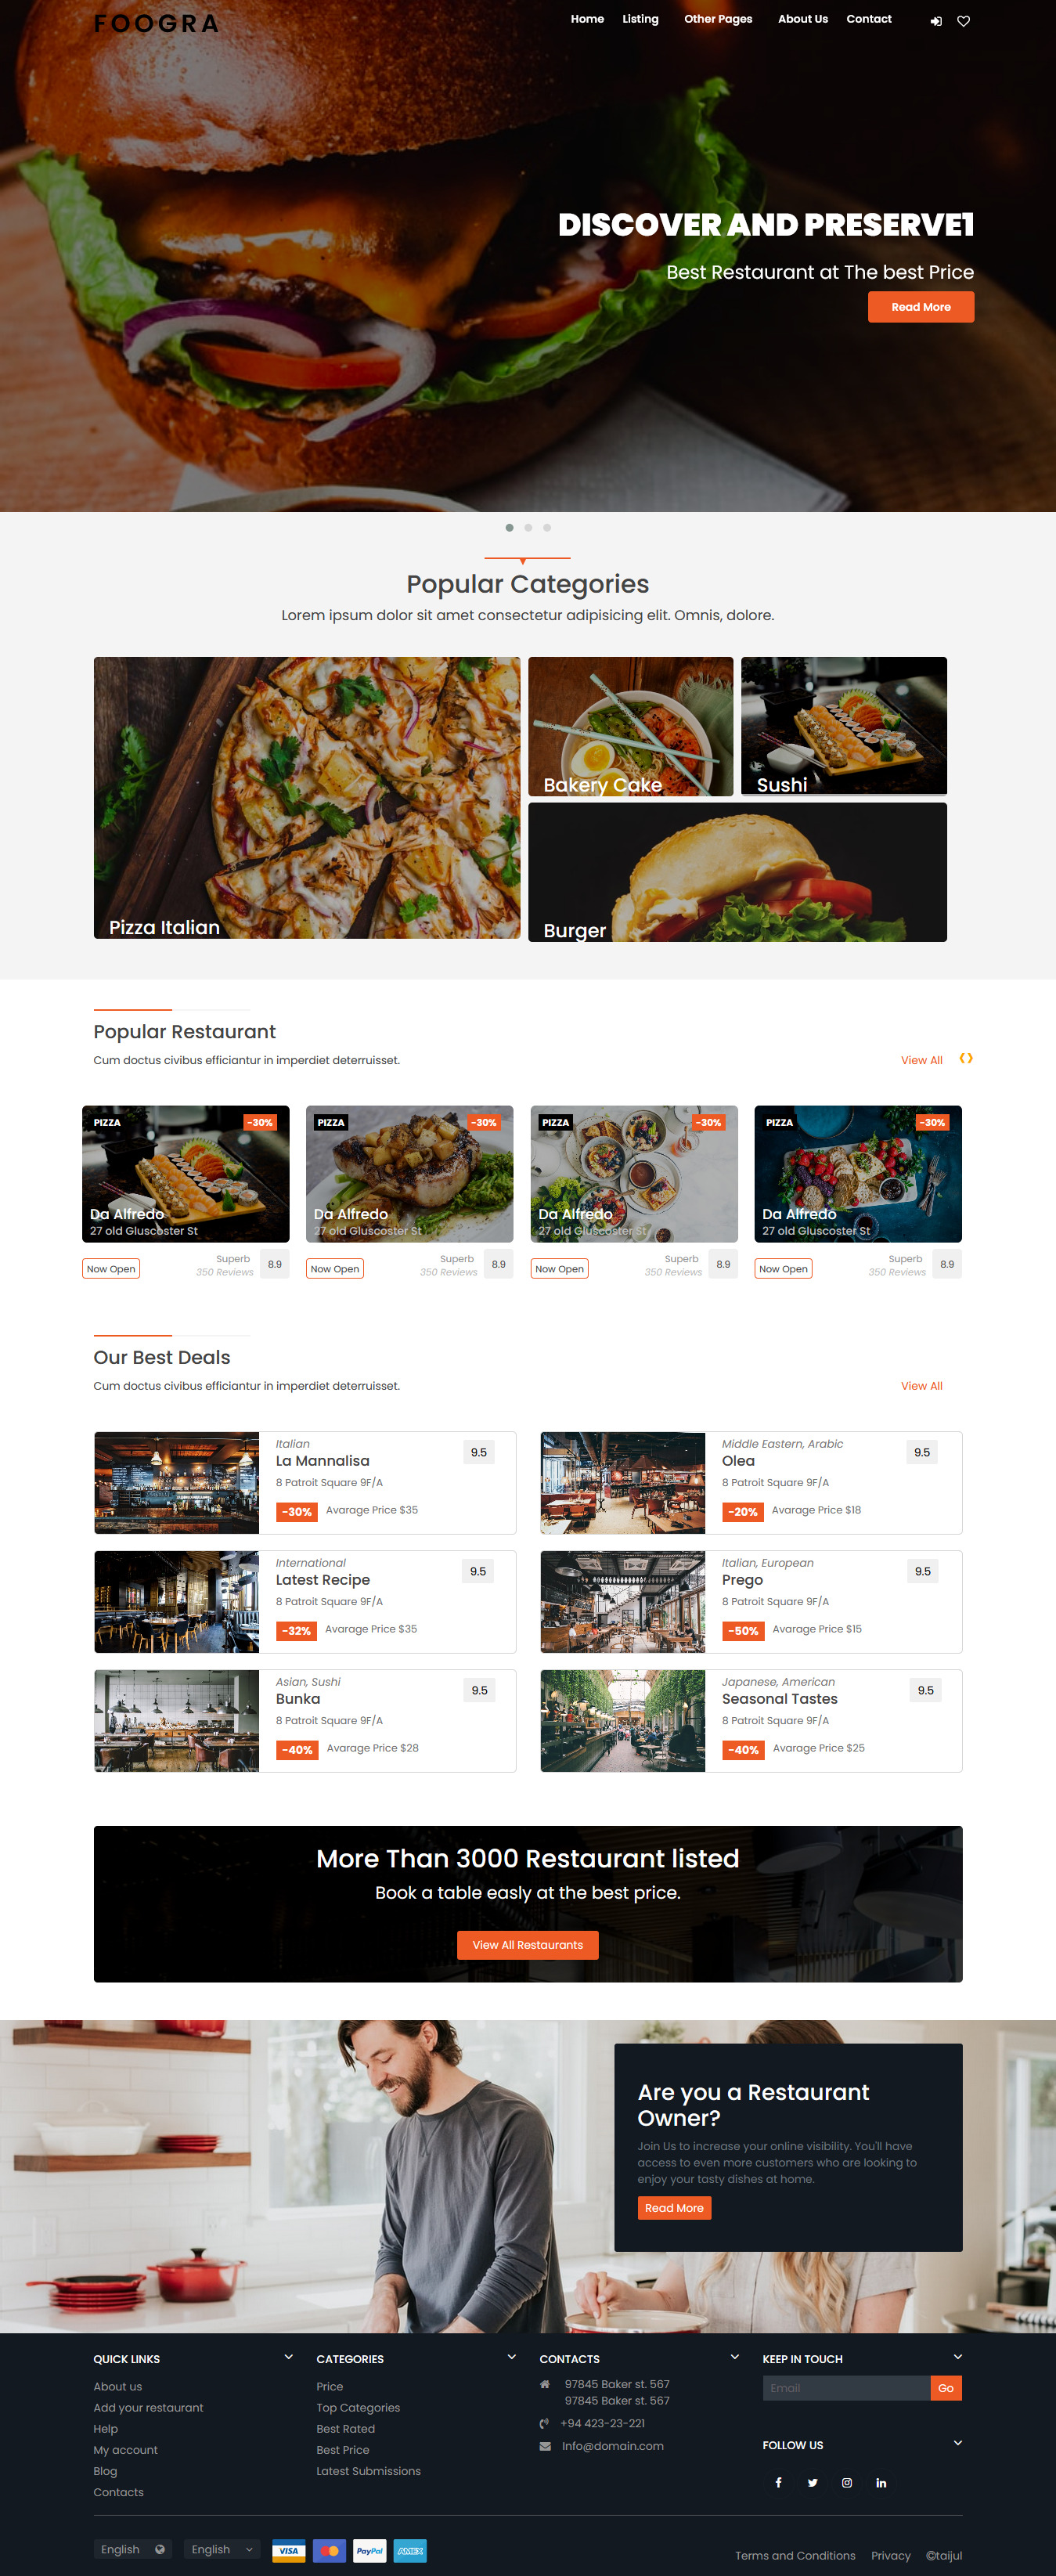 FOOGRA
Home Listing Other Pages About Us Contact
DISCOVER AND PRESERVE1
Best Restaurant at The best Price
Read More
Popular Categories
Lorem ipsum dolor sit amet consectetur adipisicing elit. Omnis, dolore.
Pizza Italian
Bakery Cake
Sushi
Burger
Popular Restaurant
Cum doctus civibus efficiantur in imperdiet deterruisset.
View All
PIZZA -30%
Da Alfredo
27 old Gluscoster St
Now Open
Superb
350 Reviews
8.9
PIZZA -30%
Da Alfredo
27 old Gluscoster St
Now Open
Superb
350 Reviews
8.9
PIZZA -30%
Da Alfredo
27 old Gluscoster St
Now Open
Superb
350 Reviews
8.9
PIZZA -30%
Da Alfredo
27 old Gluscoster St
Now Open
Superb
350 Reviews
8.9
Our Best Deals
Cum doctus civibus efficiantur in imperdiet deterruisset.
View All
Italian
La Mannalisa
9.5
8 Patroit Square 9F/A
-30% Avarage Price $35
Middle Eastern, Arabic
Olea
9.5
8 Patroit Square 9F/A
-20% Avarage Price $18
International
Latest Recipe
9.5
8 Patroit Square 9F/A
-32% Avarage Price $35
Italian, European
Prego
9.5
8 Patroit Square 9F/A
-50% Avarage Price $15
Asian, Sushi
Bunka
9.5
8 Patroit Square 9F/A
-40% Avarage Price $28
Japanese, American
Seasonal Tastes
9.5
8 Patroit Square 9F/A
-40% Avarage Price $25
More Than 3000 Restaurant listed
Book a table easly at the best price.
View All Restaurants
Are you a Restaurant
Owner?
Join Us to increase your online visibility. You'll have
access to even more customers who are looking to
enjoy your tasty dishes at home.
Read More
QUICK LINKS
About us
Add your restaurant
Help
My account
Blog
Contacts
CATEGORIES
Price
Top Categories
Best Rated
Best Price
Latest Submissions
CONTACTS
97845 Baker st. 567
97845 Baker st. 567
+94 423-23-221
Info@domain.com
KEEP IN TOUCH
Email Go
FOLLOW US
English English VISA PayPal AMEX
Terms and Conditions Privacy ©taijul